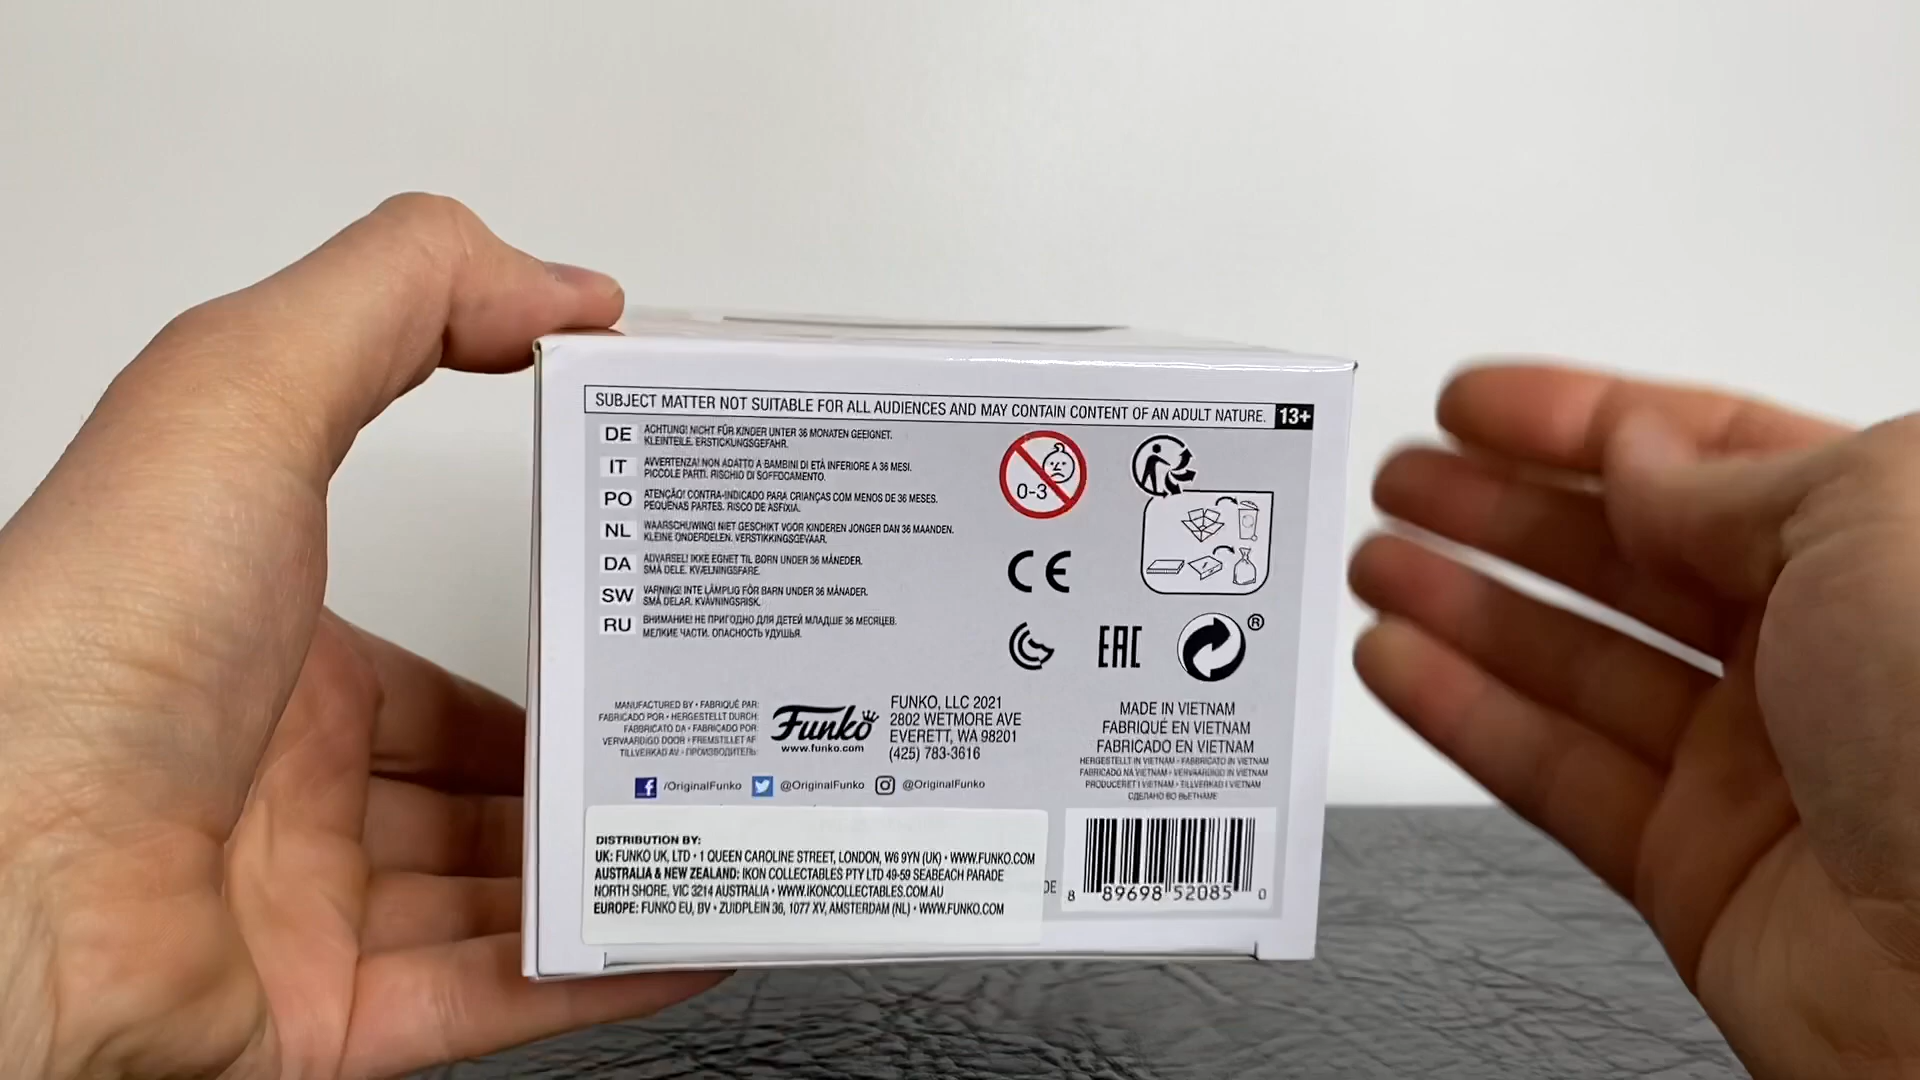 SUBJECT MATTER NOT SUITABLE FOR ALL AUDIENCES AND MAY CONTAIN CONTENT OF AN ADULT NATURE. 13+
DE ACHTUNG! NICHT FÜR KINDER UNTER 36 MONATEN GEEIGNET.
KLEINTEILE. ERSTICKUNGSGEFAHR.
IT AVVERTENZA! NON ADATTO A BAMBINI DI ETÀ INFERIORE A 36 MESI.
PICCOLE PARTI. RISCHIO DI SOFFOCAMENTO.
PO ATENÇÃO! CONTRA-INDICADO PARA CRIANÇAS COM MENOS DE 36 MESES.
PEQUENAS PARTES. RISCO DE ASFIXIA.
NL WAARSCHUWING! NIET GESCHIKT VOOR KINDEREN JONGER DAN 36 MAANDEN.
KLEINE ONDERDELEN. VERSTIKKINGSGEVAAR.
DA ADVARSEL! IKKE EGNET TIL BØRN UNDER 36 MÅNEDER.
SMÅ DELE. KVÆLNINGSFARE.
SW VARNING! INTE LÄMPLIG FÖR BARN UNDER 36 MÅNADER.
SMÅ DELAR. KVÄVNINGSRISK.
RU ВНИМАНИЕ! НЕ ПРИГОДНО ДЛЯ ДЕТЕЙ МЛАДШЕ 36 МЕСЯЦЕВ.
МЕЛКИЕ ЧАСТИ. ОПАСНОСТЬ УДУШЬЯ.
0-3
CE
EAC
®
MANUFACTURED BY • FABRIQUÉ PAR:
FABRICADO POR • HERGESTELLT DURCH:
FABBRICATO DA • FABRICADO POR:
VERVAARDIGD DOOR • FREMSTILLET AF:
TILLVERKAD AV • ПРОИЗВОДИТЕЛЬ:
Funko
www.funko.com
FUNKO, LLC 2021
2802 WETMORE AVE
EVERETT, WA 98201
(425) 783-3616
MADE IN VIETNAM
FABRIQUÉ EN VIETNAM
FABRICADO EN VIETNAM
HERGESTELLT IN VIETNAM • FABBRICATO IN VIETNAM
FABRICADO NA VIETNAM • VERVAARDIGD IN VIETNAM
PRODUCERET I VIETNAM • TILLVERKAD I VIETNAM
СДЕЛАНО ВО ВЬЕТНАМЕ
/OriginalFunko @OriginalFunko @OriginalFunko
DISTRIBUTION BY:
UK: FUNKO UK, LTD • 1 QUEEN CAROLINE STREET, LONDON, W6 9YN (UK) • WWW.FUNKO.COM
AUSTRALIA & NEW ZEALAND: IKON COLLECTABLES PTY LTD 49-59 SEABEACH PARADE
NORTH SHORE, VIC 3214 AUSTRALIA • WWW.IKONCOLLECTABLES.COM.AU
EUROPE: FUNKO EU, BV • ZUIDPLEIN 36, 1077 XV, AMSTERDAM (NL) • WWW.FUNKO.COM
DE
8 89698 52085 0